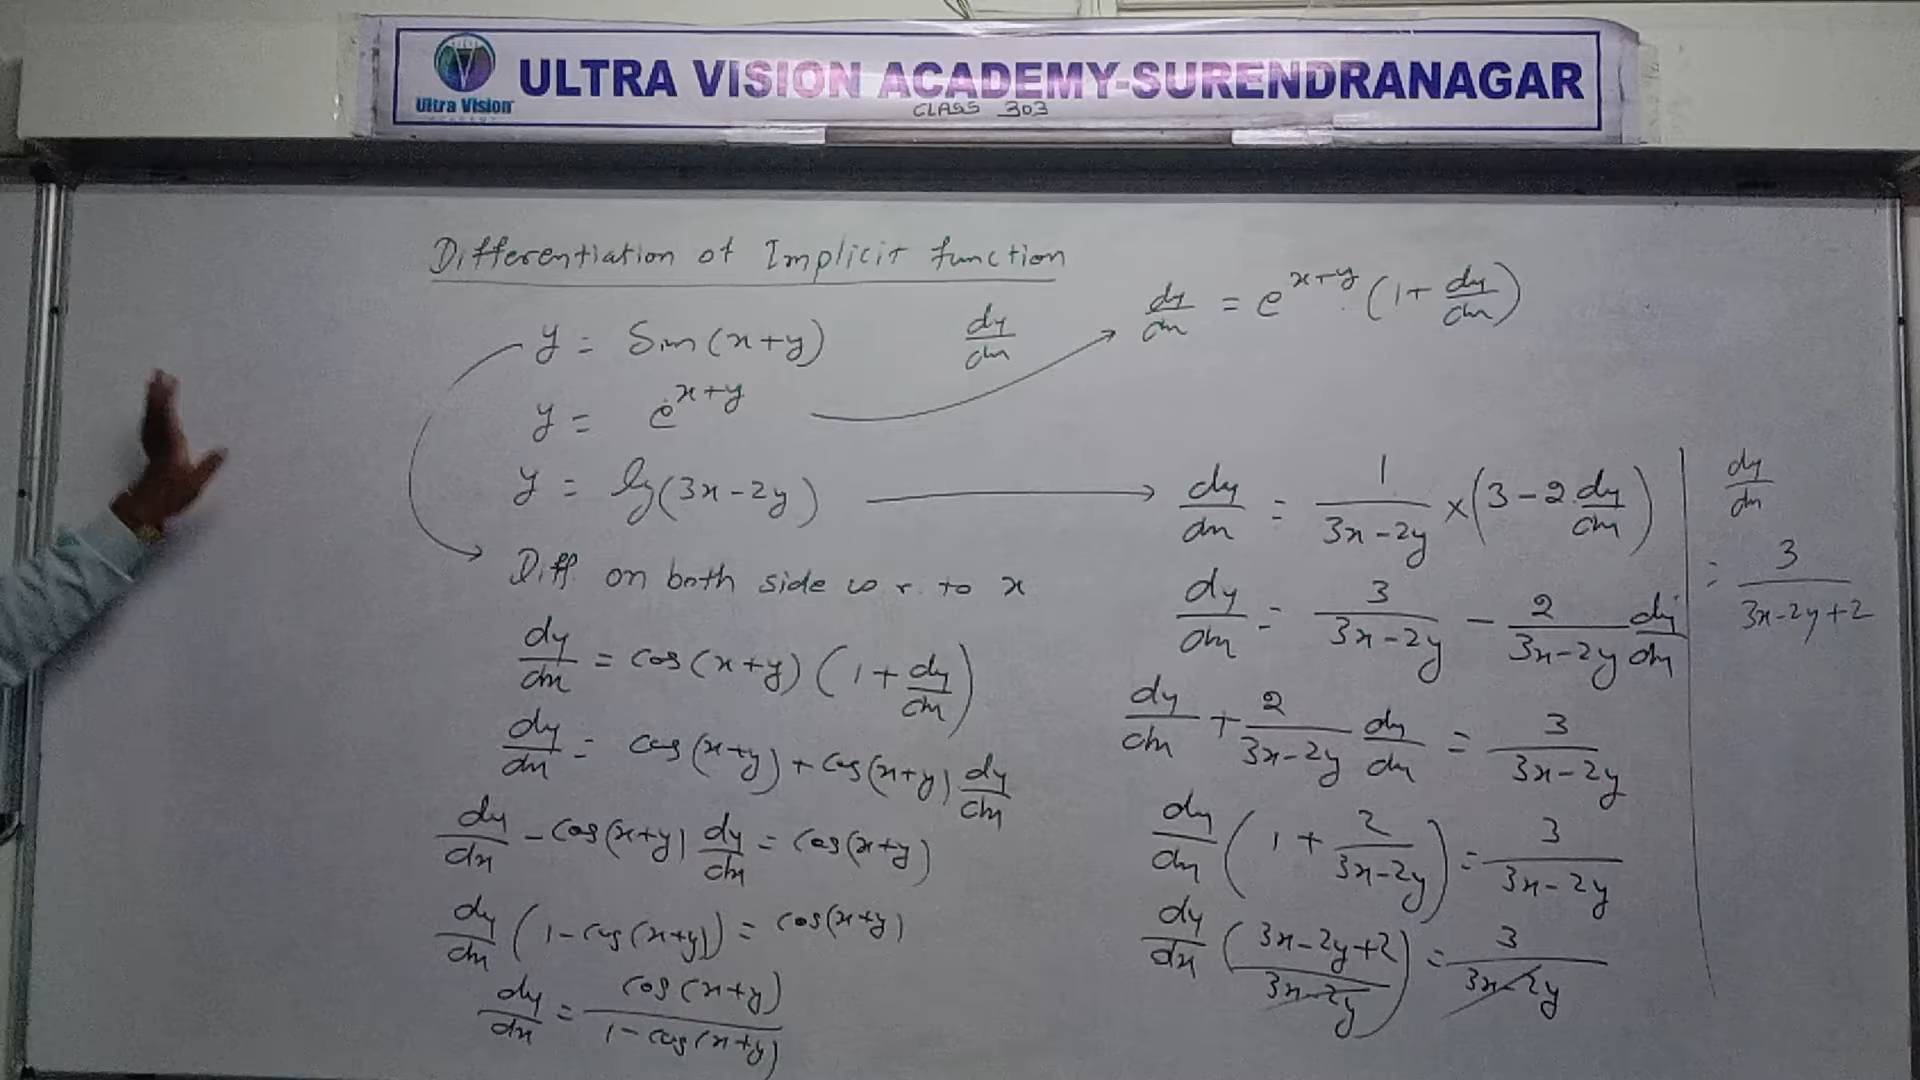 ULTRA VISION ACADEMY-SURENDRANAGAR
Ultra Vision
CLASS 303
Differentiation of Implicit function
y = Sin(x+y)    dy/dx
y = e^(x+y)
y = log(3x-2y)
Diff. on both side w.r. to x
dy/dx = cos(x+y) (1 + dy/dx)
dy/dx = cos(x+y) + cos(x+y) dy/dx
dy/dx - cos(x+y) dy/dx = cos(x+y)
dy/dx (1 - cos(x+y)) = cos(x+y)
dy/dx = cos(x+y) / 1 - cos(x+y)
dy/dx = e^(x+y) . (1 + dy/dx)
dy/dx = 1/(3x-2y) × (3 - 2 dy/dx)
dy/dx = 3/(3x-2y) - 2/(3x-2y) dy/dx
dy/dx + 2/(3x-2y) dy/dx = 3/(3x-2y)
dy/dx (1 + 2/(3x-2y)) = 3/(3x-2y)
dy/dx ((3x-2y+2)/(3x-2y)) = 3/(3x-2y)
dy/dx
= 3/(3x-2y+2)